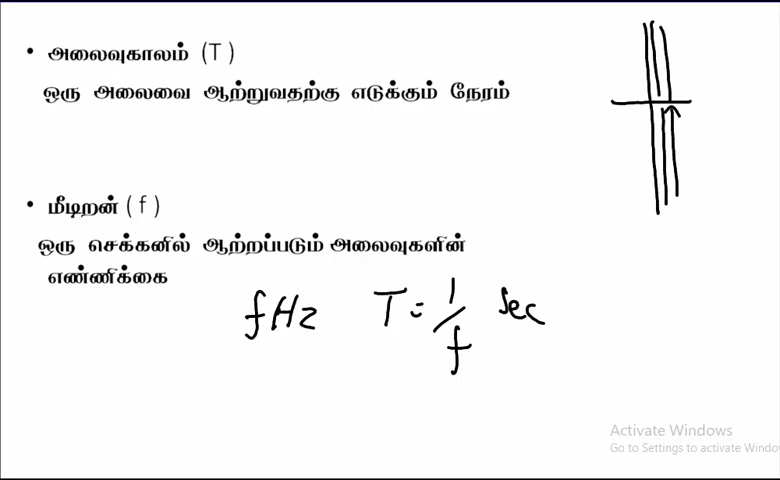 • அலைவுகாலம் (T)
ஒரு அலைவை ஆற்றுவதற்கு எடுக்கும் நேரம்
• மீடிறன் (f)
ஒரு செக்கனில் ஆற்றப்படும் அலைவுகளின்
எண்ணிக்கை
fHz T = 1/f sec
Activate Windows
Go to Settings to activate Windo